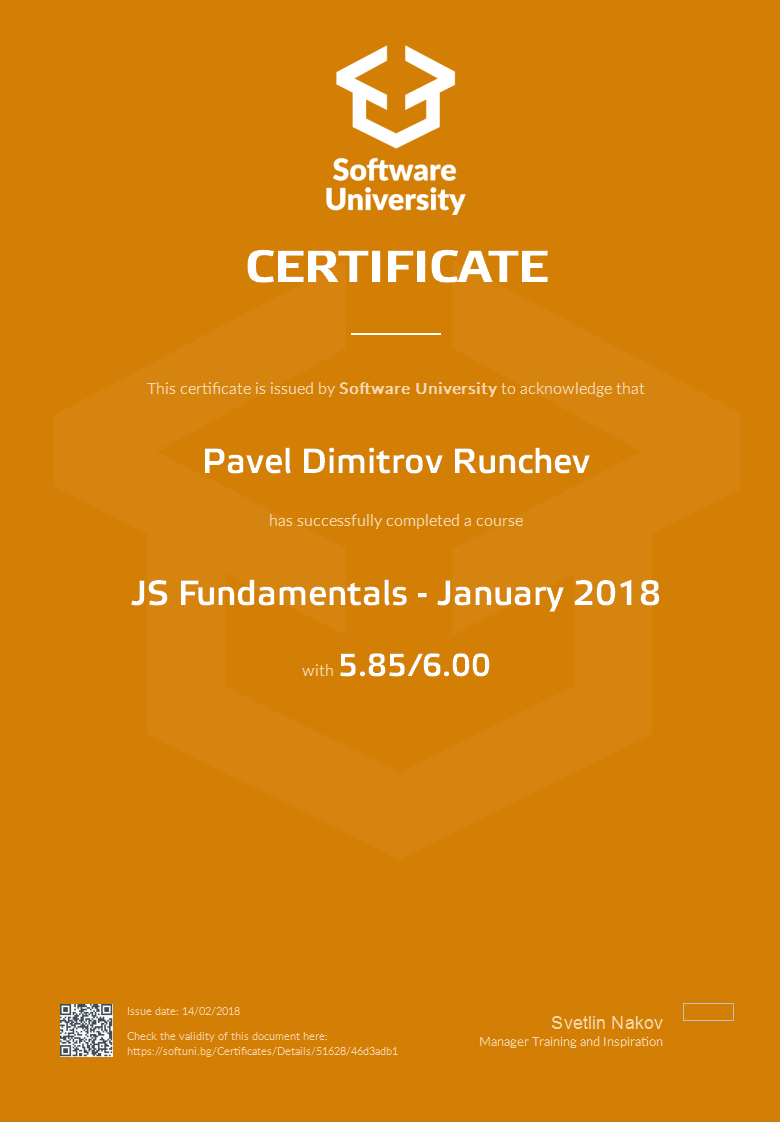 Software
University
CERTIFICATE
This certificate is issued by Software University to acknowledge that
Pavel Dimitrov Runchev
has successfully completed a course
JS Fundamentals - January 2018
with 5.85/6.00
Issue date: 14/02/2018
Check the validity of this document here:
https://softuni.bg/Certificates/Details/51628/46d3adb1
Svetlin Nakov
Manager Training and Inspiration